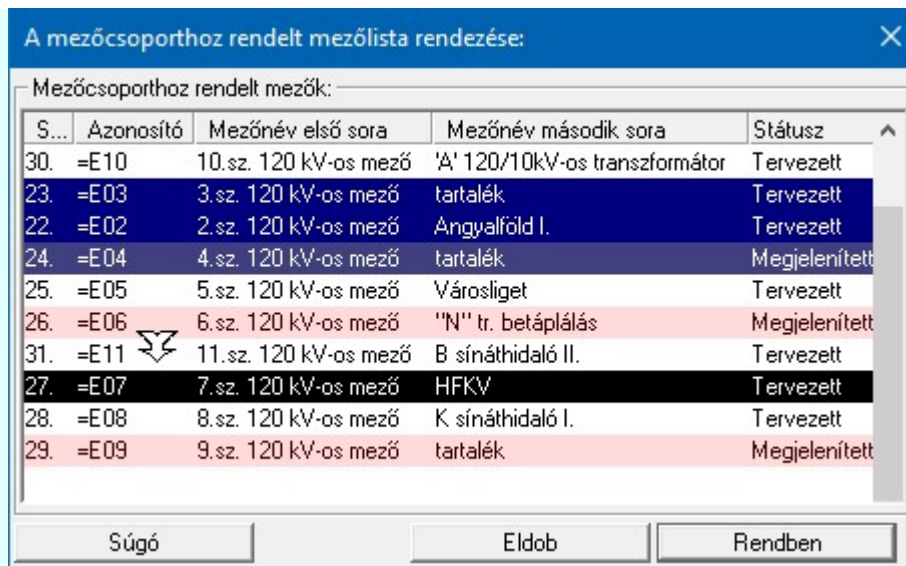 A mezőcsoporthoz rendelt mezőlista rendezése:
Mezőcsoporthoz rendelt mezők:
S... Azonosító Mezőnév első sora Mezőnév második sora Státusz
30. =E10 10.sz. 120 kV-os mező 'A' 120/10kV-os transzformátor Tervezett
23. =E03 3.sz. 120 kV-os mező tartalék Tervezett
22. =E02 2.sz. 120 kV-os mező Angyalföld I. Tervezett
24. =E04 4.sz. 120 kV-os mező tartalék Megjelenített
25. =E05 5.sz. 120 kV-os mező Városliget Tervezett
26. =E06 6.sz. 120 kV-os mező "N" tr. betáplálás Megjelenített
31. =E11 11.sz. 120 kV-os mező B sínáthidaló II. Tervezett
27. =E07 7.sz. 120 kV-os mező HFKV Tervezett
28. =E08 8.sz. 120 kV-os mező K sínáthidaló I. Tervezett
29. =E09 9.sz. 120 kV-os mező tartalék Megjelenített
Súgó Eldob Rendben